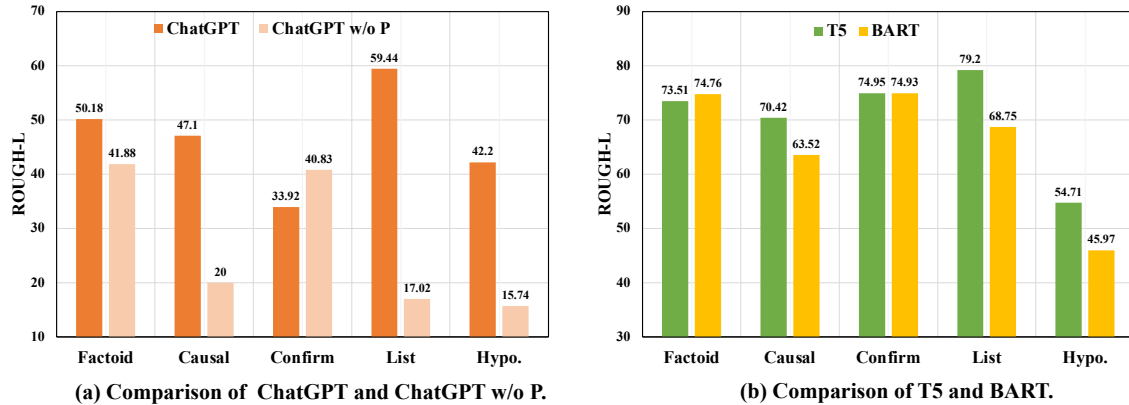 70
60
50
40
30
20
10
ROUGH-L
ChatGPT
ChatGPT w/o P
50.18
41.88
47.1
20
33.92
40.83
59.44
17.02
42.2
15.74
Factoid
Causal
Confirm
List
Hypo.
(a) Comparison of ChatGPT and ChatGPT w/o P.
90
80
70
60
50
40
30
ROUGH-L
T5
BART
73.51
74.76
70.42
63.52
74.95
74.93
79.2
68.75
54.71
45.97
Factoid
Causal
Confirm
List
Hypo.
(b) Comparison of T5 and BART.